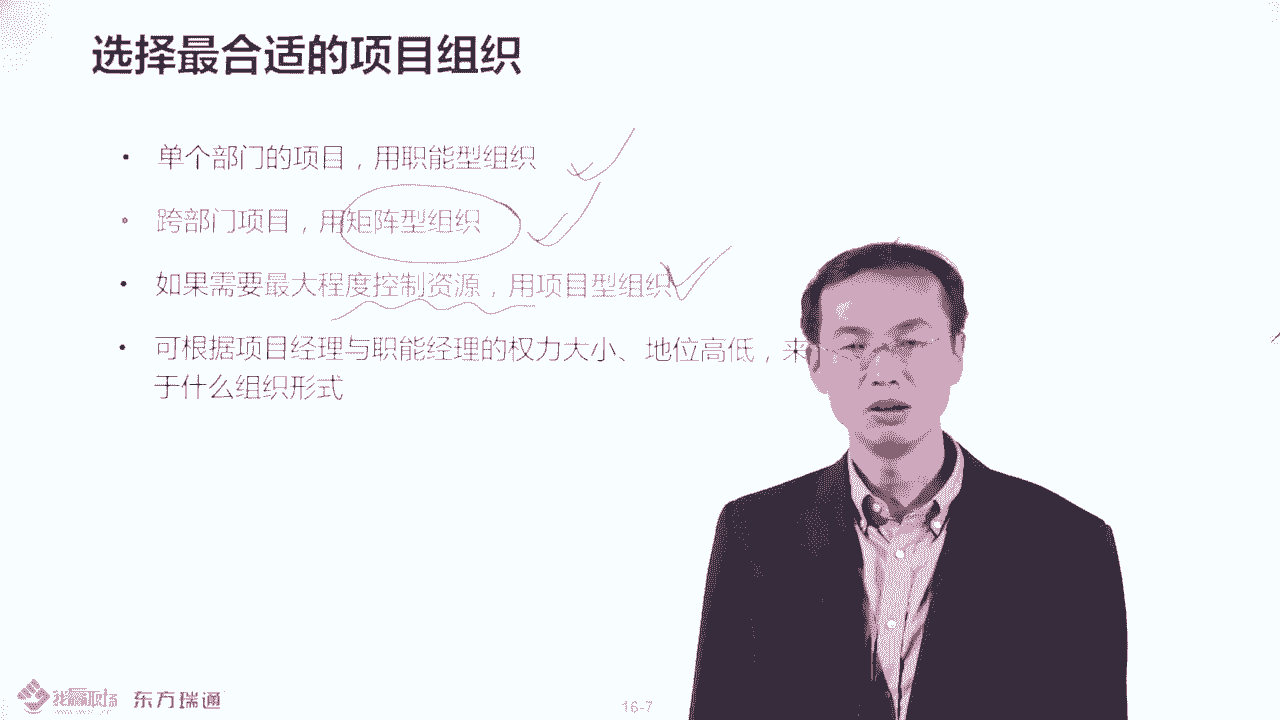 选择最合适的项目组织
• 单个部门的项目，用职能型组织
• 跨部门项目，用矩阵型组织
• 如果需要最大程度控制资源，用项目型组织
• 可根据项目经理与职能经理的权力大小、地位高低，来
于什么组织形式
我赢职场 东方瑞通
16-7